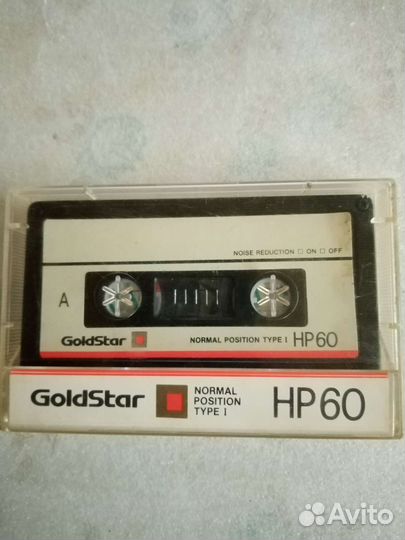 NOISE REDUCTION □ ON □ OFF
A
GoldStar NORMAL POSITION TYPE I HP60
GoldStar
NORMAL
POSITION
TYPE I
HP60
Avito